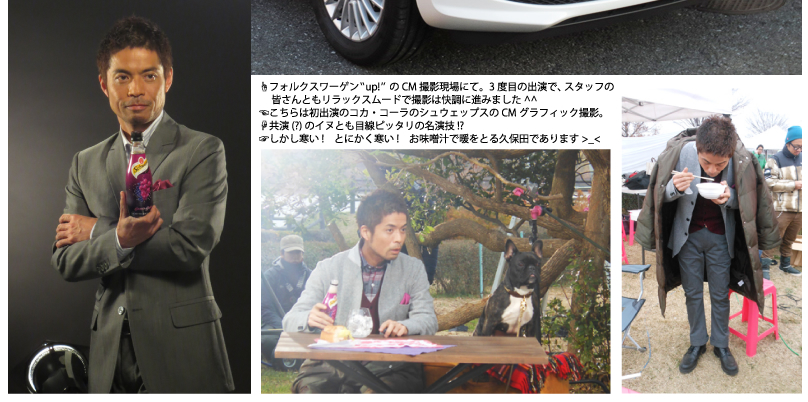 ☝フォルクスワーゲン“up!” のCM撮影現場にて。3度目の出演で、スタッフの
皆さんともリラックスムードで撮影は快調に進みました^^
☜こちらは初出演のコカ・コーラのシュウェップスのCMグラフィック撮影。
☟共演(?)のイヌとも目線ピッタリの名演技!?
☞しかし寒い! とにかく寒い! お味噌汁で暖をとる久保田であります>_<